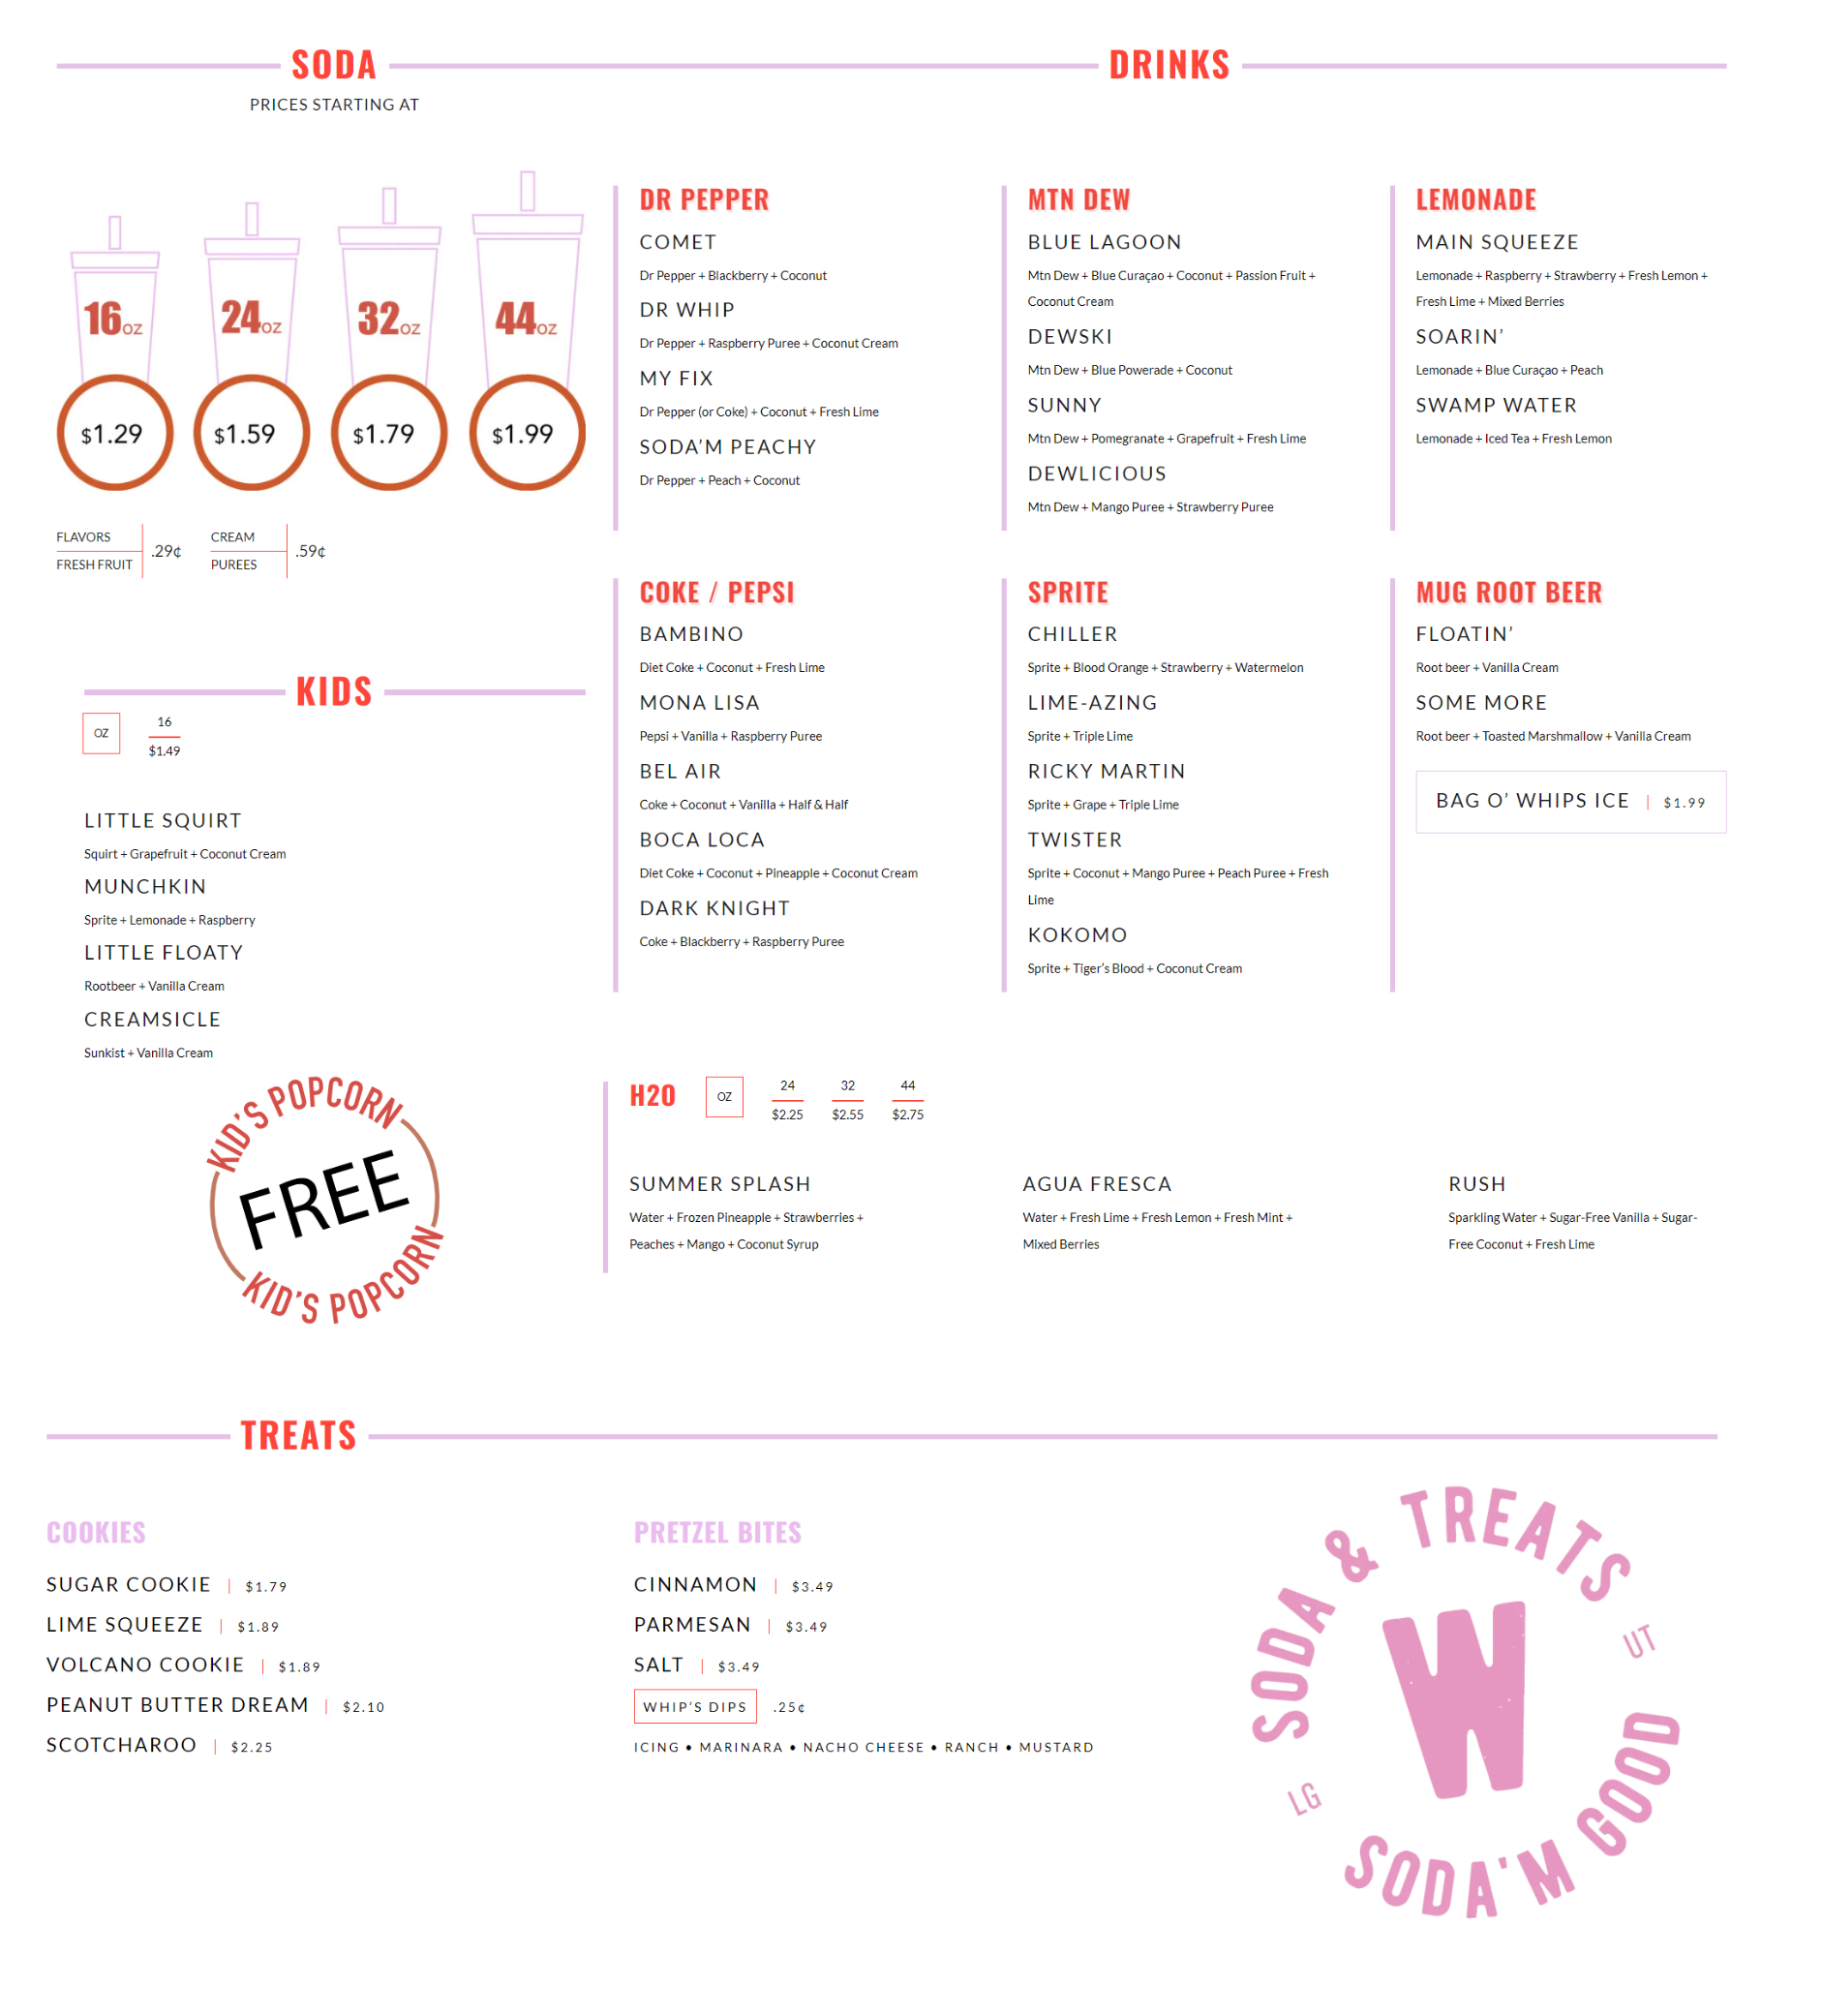 SODA
PRICES STARTING AT
16oz
24oz
32oz
44oz
$1.29
$1.59
$1.79
$1.99
FLAVORS
FRESH FRUIT
.29¢
CREAM
PUREES
.59¢
KIDS
OZ
16
$1.49
LITTLE SQUIRT
Squirt + Grapefruit + Coconut Cream
MUNCHKIN
Sprite + Lemonade + Raspberry
LITTLE FLOATY
Rootbeer + Vanilla Cream
CREAMSICLE
Sunkist + Vanilla Cream
KID'S POPCORN
FREE
KID'S POPCORN
DRINKS
DR PEPPER
COMET
Dr Pepper + Blackberry + Coconut
DR WHIP
Dr Pepper + Raspberry Puree + Coconut Cream
MY FIX
Dr Pepper (or Coke) + Coconut + Fresh Lime
SODA’M PEACHY
Dr Pepper + Peach + Coconut
MTN DEW
BLUE LAGOON
Mtn Dew + Blue Curaçao + Coconut + Passion Fruit +
Coconut Cream
DEWSKI
Mtn Dew + Blue Powerade + Coconut
SUNNY
Mtn Dew + Pomegranate + Grapefruit + Fresh Lime
DEWLICIOUS
Mtn Dew + Mango Puree + Strawberry Puree
LEMONADE
MAIN SQUEEZE
Lemonade + Raspberry + Strawberry + Fresh Lemon +
Fresh Lime + Mixed Berries
SOARIN’
Lemonade + Blue Curaçao + Peach
SWAMP WATER
Lemonade + Iced Tea + Fresh Lemon
COKE / PEPSI
BAMBINO
Diet Coke + Coconut + Fresh Lime
MONA LISA
Pepsi + Vanilla + Raspberry Puree
BEL AIR
Coke + Coconut + Vanilla + Half & Half
BOCA LOCA
Diet Coke + Coconut + Pineapple + Coconut Cream
DARK KNIGHT
Coke + Blackberry + Raspberry Puree
SPRITE
CHILLER
Sprite + Blood Orange + Strawberry + Watermelon
LIME-AZING
Sprite + Triple Lime
RICKY MARTIN
Sprite + Grape + Triple Lime
TWISTER
Sprite + Coconut + Mango Puree + Peach Puree + Fresh
Lime
KOKOMO
Sprite + Tiger’s Blood + Coconut Cream
MUG ROOT BEER
FLOATIN’
Root beer + Vanilla Cream
SOME MORE
Root beer + Toasted Marshmallow + Vanilla Cream
BAG O’ WHIPS ICE | $1.99
H20
OZ
24 32 44
$2.25 $2.55 $2.75
SUMMER SPLASH
Water + Frozen Pineapple + Strawberries +
Peaches + Mango + Coconut Syrup
AGUA FRESCA
Water + Fresh Lime + Fresh Lemon + Fresh Mint +
Mixed Berries
RUSH
Sparkling Water + Sugar-Free Vanilla + Sugar-
Free Coconut + Fresh Lime
TREATS
COOKIES
SUGAR COOKIE | $1.79
LIME SQUEEZE | $1.89
VOLCANO COOKIE | $1.89
PEANUT BUTTER DREAM | $2.10
SCOTCHAROO | $2.25
PRETZEL BITES
CINNAMON | $3.49
PARMESAN | $3.49
SALT | $3.49
WHIP’S DIPS .25¢
ICING • MARINARA • NACHO CHEESE • RANCH • MUSTARD
SODA & TREATS
UT
W
LG
SODA'M GOOD